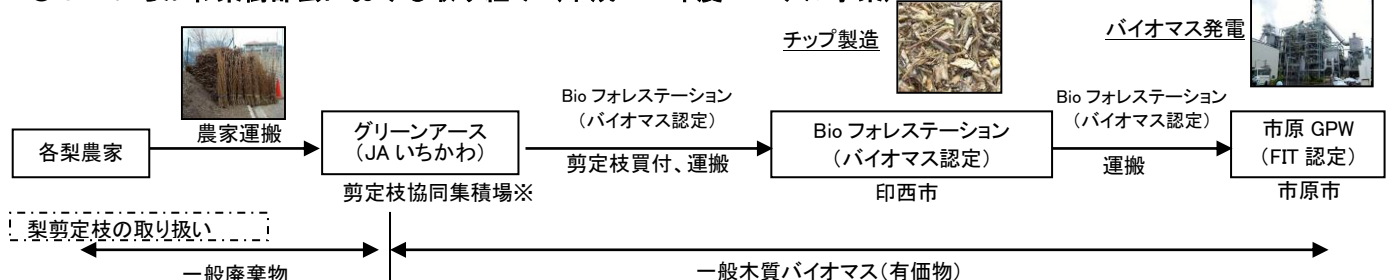 チップ製造
バイオマス発電
各梨農家
農家運搬
グリーンアース
（JA いちかわ）
剪定枝協同集積場※
Bio フォレステーション
（バイオマス認定）
剪定枝買付、運搬
Bio フォレステーション
（バイオマス認定）
印西市
Bio フォレステーション
（バイオマス認定）
運搬
市原 GPW
（FIT 認定）
市原市
梨剪定枝の取り扱い
一般廃棄物
一般木質バイオマス（有価物）